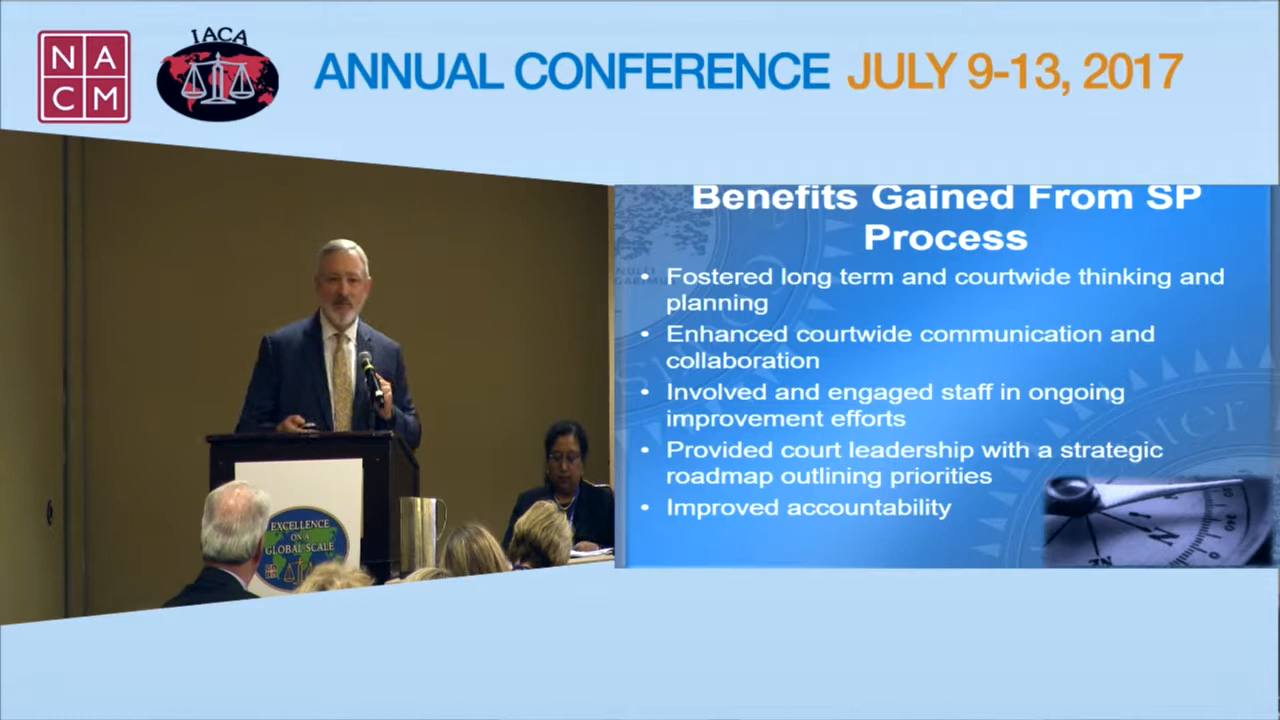 NA
CM
IACA
ANNUAL CONFERENCE JULY 9-13, 2017
Benefits Gained From SP
Process
• Fostered long term and courtwide thinking and
planning
• Enhanced courtwide communication and
collaboration
• Involved and engaged staff in ongoing
improvement efforts
• Provided court leadership with a strategic
roadmap outlining priorities
• Improved accountability
EXCELLENCE
ON A
GLOBAL SCALE